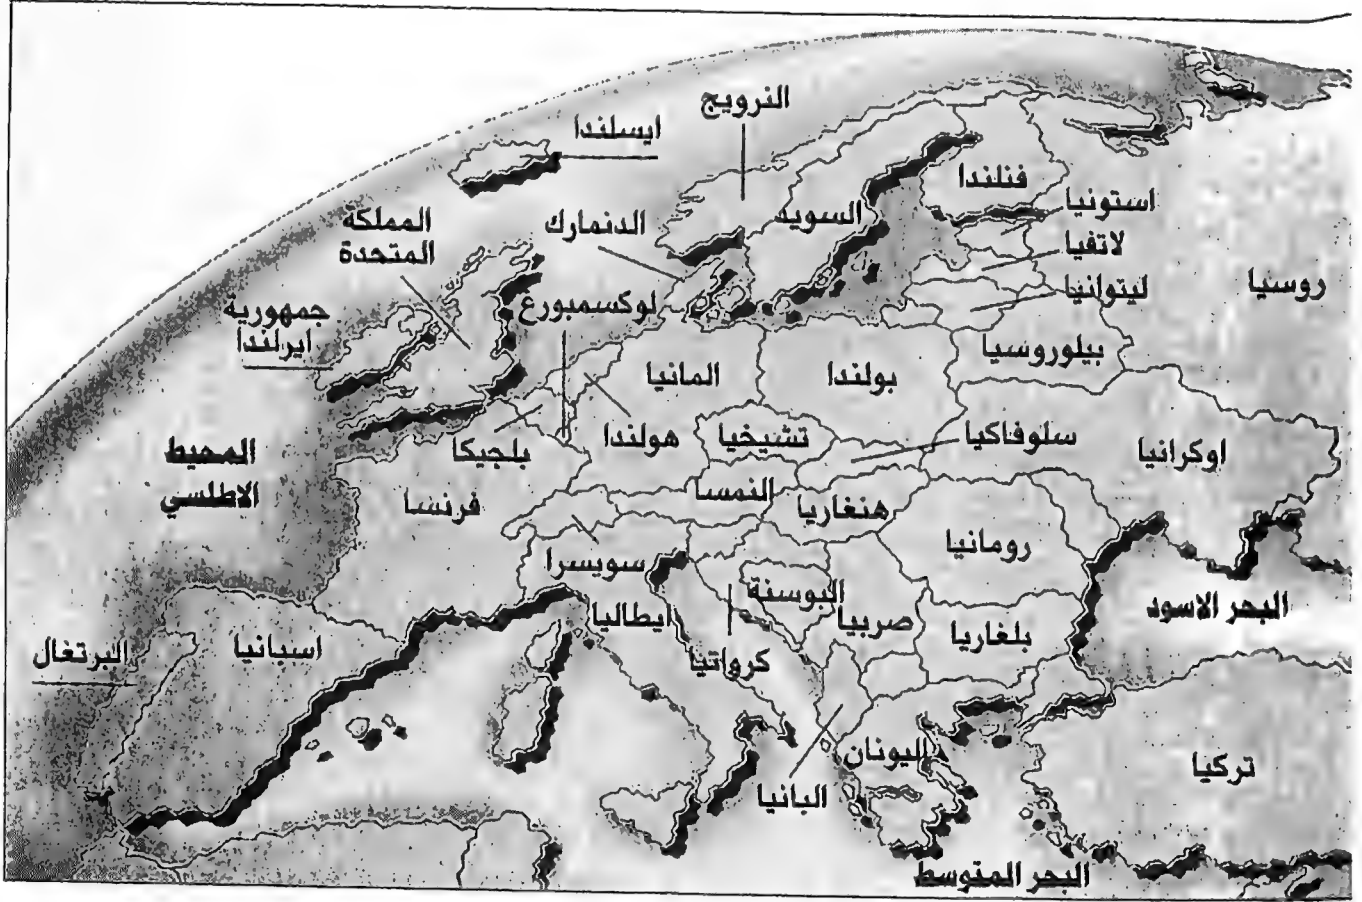 النرويج
ايسلندا
فنلندا
السويد
استونيا
المملكة
المتحدة
الدنمارك
لاتفيا
روسيا
ليتوانيا
لوكسمبورغ
جمهورية
ايرلندا
بيلوروسيا
المانيا
بولندا
تشيخيا
سلوفاكيا
هولندا
بلجيكا
اوكرانيا
المحيط
الاطلسي
النمسا
هنغاريا
فرنسا
رومانيا
سويسرا
البوسنة
البحر الاسود
ايطاليا
صربيا
بلغاريا
اسبانيا
البرتغال
كرواتيا
اليونان
تركيا
البانيا
البحر المتوسط